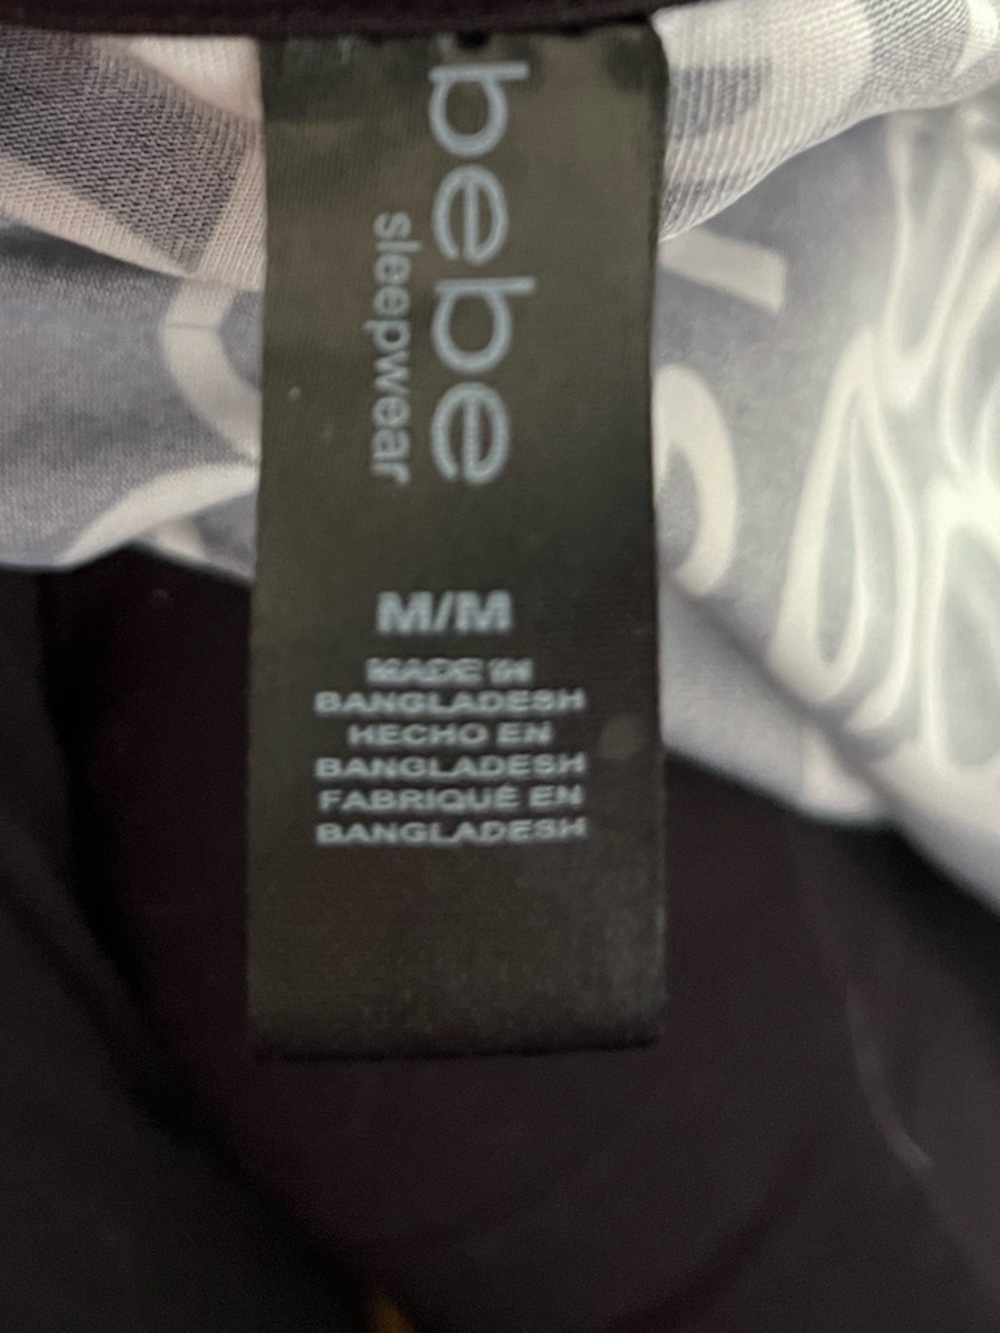 bebe
sleepwear
M/M
MADE IN
BANGLADESH
HECHO EN
BANGLADESH
FABRIQUÉ EN
BANGLADESH